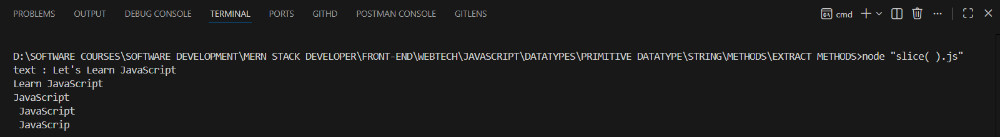 PROBLEMS OUTPUT DEBUG CONSOLE TERMINAL PORTS GITHD POSTMAN CONSOLE GITLENS cmd
D:\SOFTWARE COURSES\SOFTWARE DEVELOPMENT\MERN STACK DEVELOPER\FRONT-END\WEBTECH\JAVASCRIPT\DATATYPES\PRIMITIVE DATATYPE\STRING\METHODS\EXTRACT METHODS>node "slice( ).js"
text : Let's Learn JavaScript
Learn JavaScript
JavaScript
 JavaScript
 JavaScrip